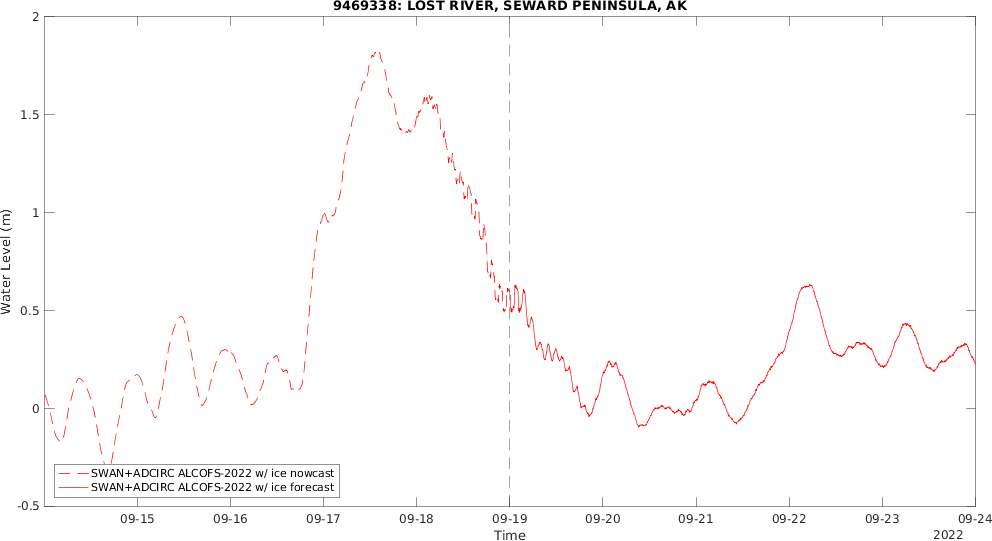 9469338: LOST RIVER, SEWARD PENINSULA, AK
2
1.5
1
0.5
0
-0.5
Water Level (m)
SWAN+ADCIRC ALCOFS-2022 w/ ice nowcast
SWAN+ADCIRC ALCOFS-2022 w/ ice forecast
09-15 09-16 09-17 09-18 09-19 09-20 09-21 09-22 09-23 09-24
Time
2022